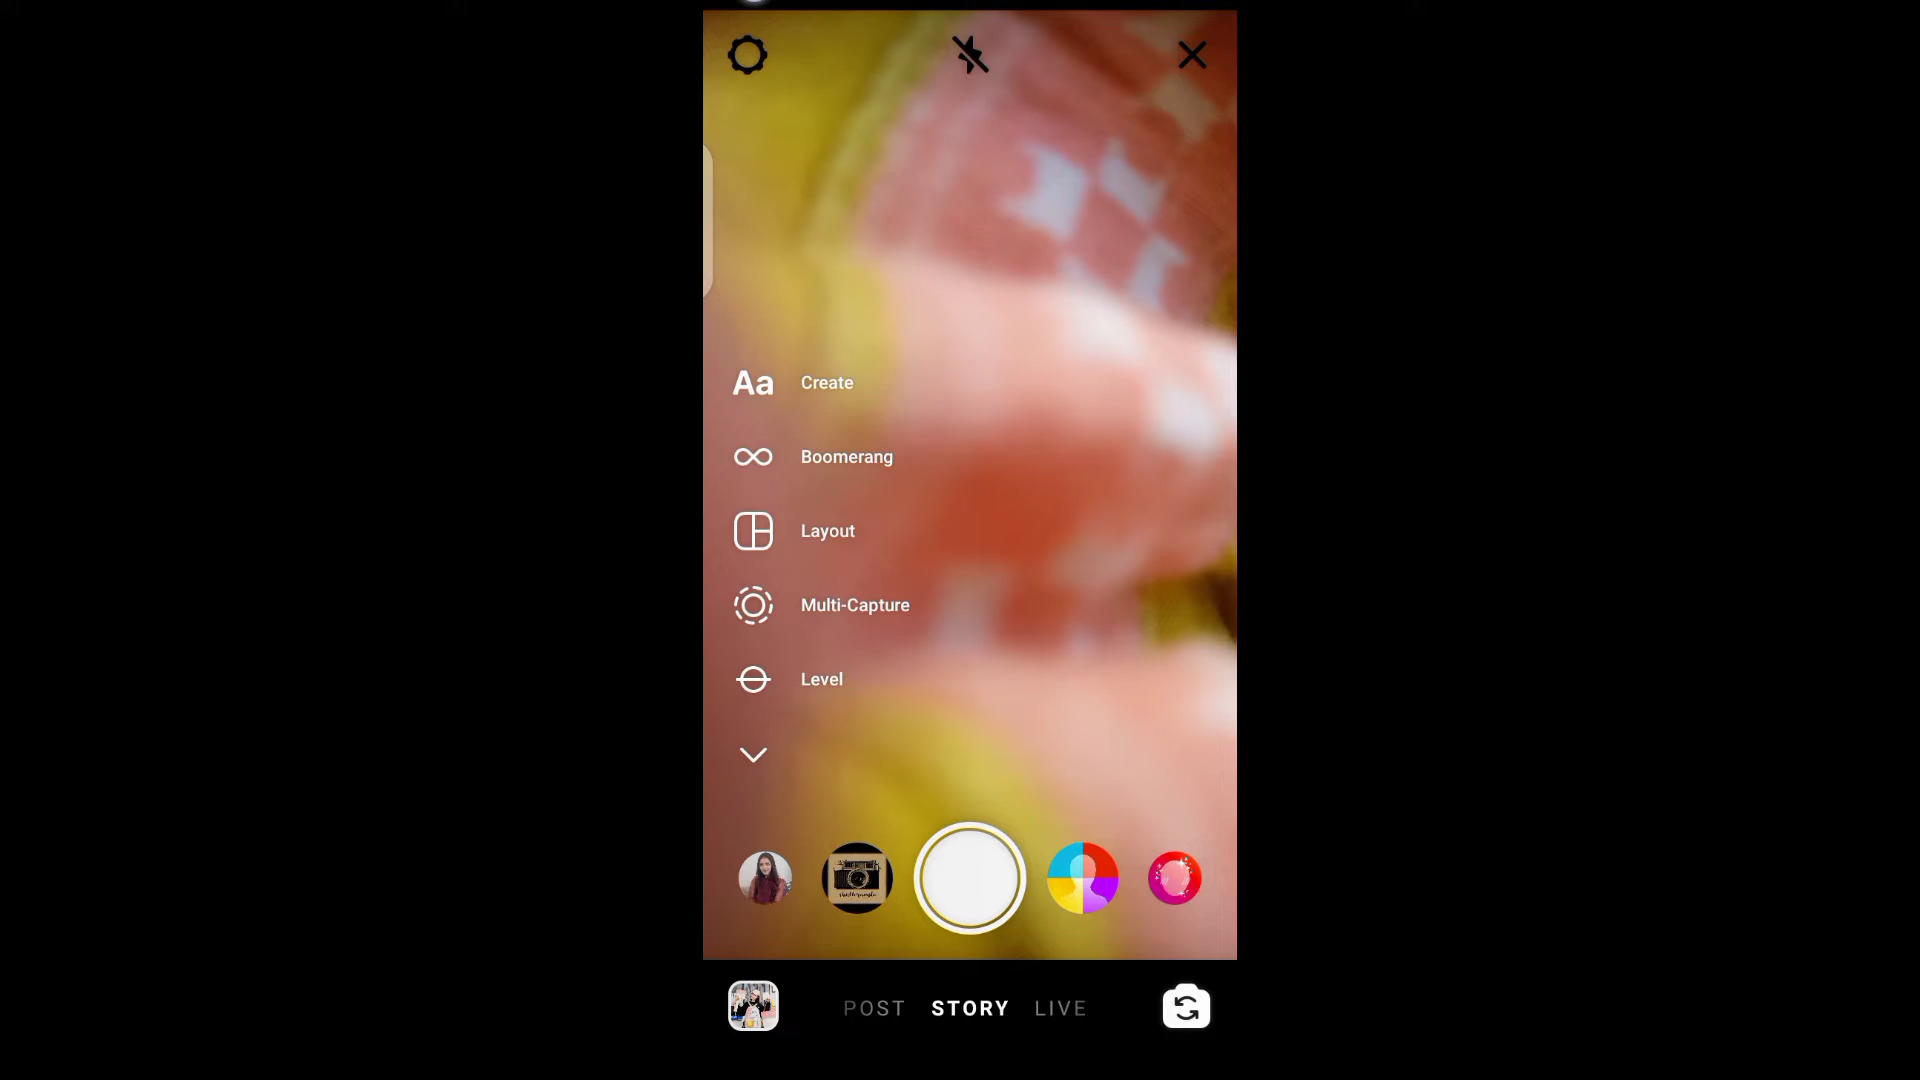 Aa Create
Boomerang
Layout
Multi-Capture
Level
POST STORY LIVE